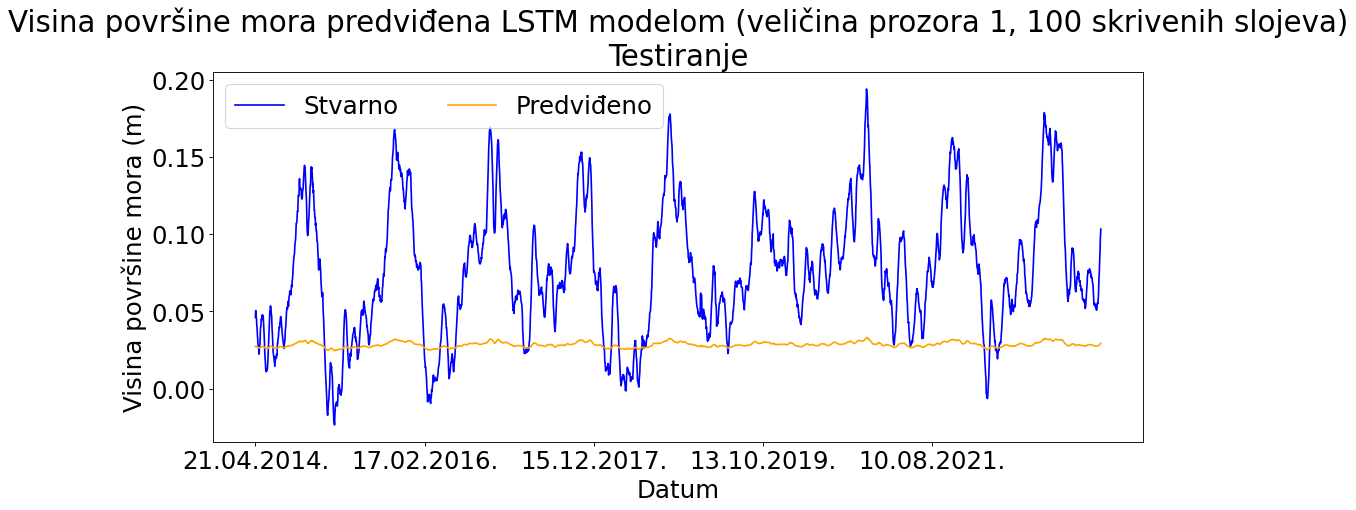 Visina površine mora predviđena LSTM modelom (veličina prozora 1, 100 skrivenih slojeva)
Testiranje
Stvarno Predviđeno
Visina površine mora (m)
0.20
0.15
0.10
0.05
0.00
21.04.2014. 17.02.2016. 15.12.2017. 13.10.2019. 10.08.2021.
Datum